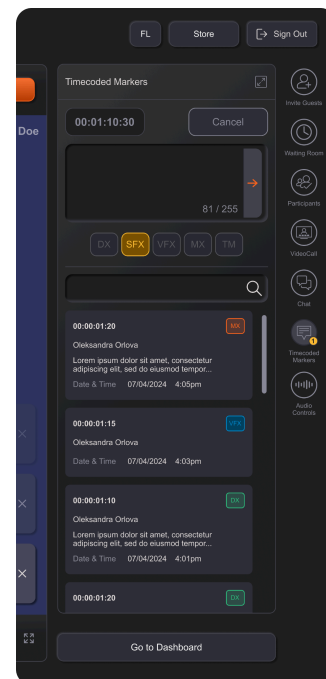 FL
Store
Sign Out
Timecoded Markers
Doe
00:01:10:30
Cancel
81 / 255
DX
SFX
VFX
MX
TM
00:00:01:20
MX
Oleksandra Orlova
Lorem ipsum dolor sit amet, consectetur
adipiscing elit, sed do eiusmod tempor...
Date & Time 07/04/2024 4:05pm
00:00:01:15
VFX
Oleksandra Orlova
Date & Time 07/04/2024 4:03pm
00:00:01:10
DX
Oleksandra Orlova
Lorem ipsum dolor sit amet, consectetur
adipiscing elit, sed do eiusmod tempor...
Date & Time 07/04/2024 4:01pm
00:00:01:20
DX
Go to Dashboard
Invite Guests
Waiting Room
Participants
VideoCall
Chat
1
Timecoded
Markers
Audio
Controls